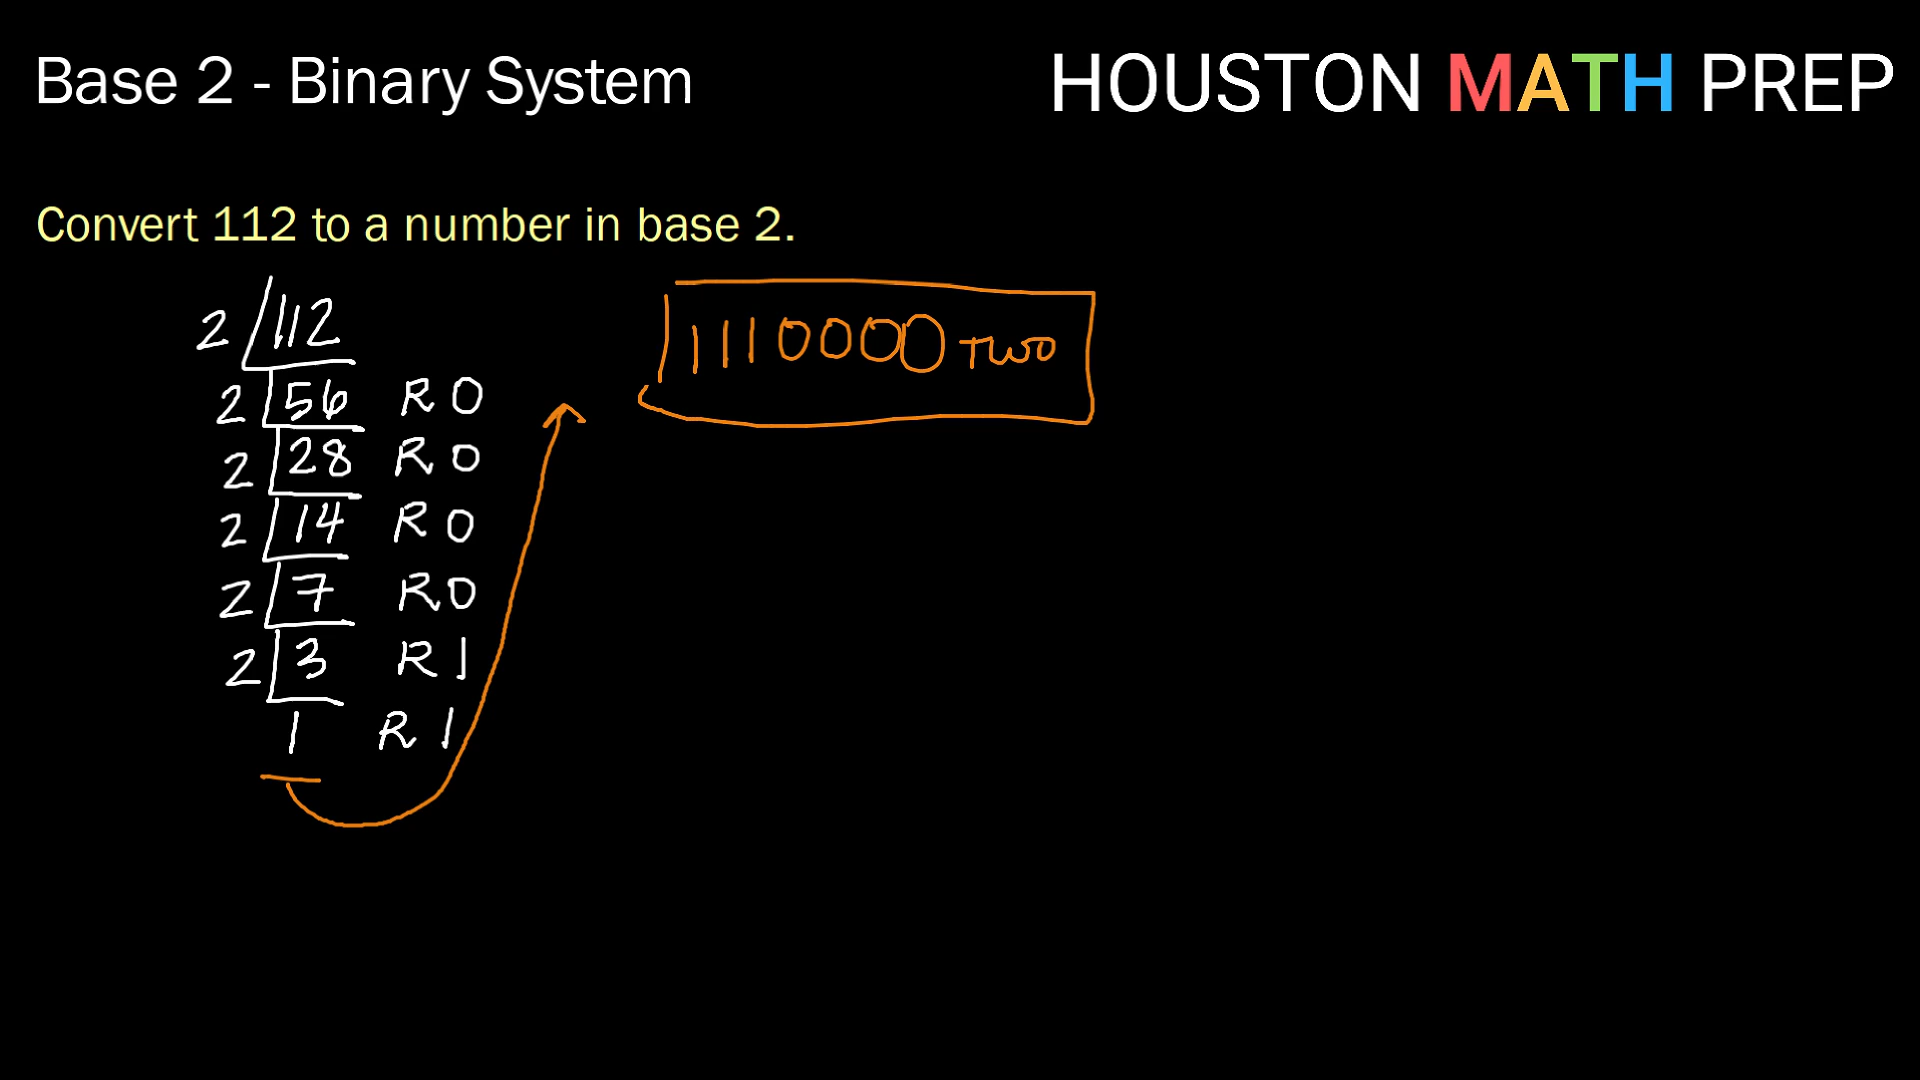 Base 2 - Binary System
HOUSTON MATH PREP
Convert 112 to a number in base 2.
2 112
2 56 R 0
2 28 R 0
2 14 R 0
2 7 R 0
2 3 R 1
1 R 1
1110000 TWO